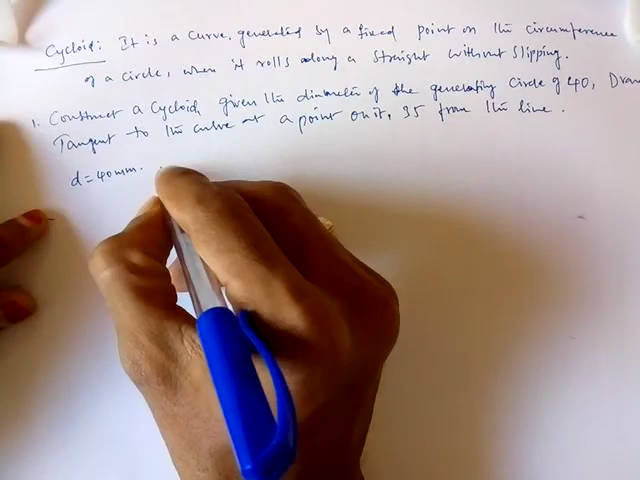 Cycloid: It is a curve, generated by a fixed point on the circumference
of a circle, when it rolls along a straight without slipping.
1. Construct a cycloid given the diameter of the generating circle of 40, Draw
Tangent to the curve at a point on it, 35 from the line.
d=40mm.